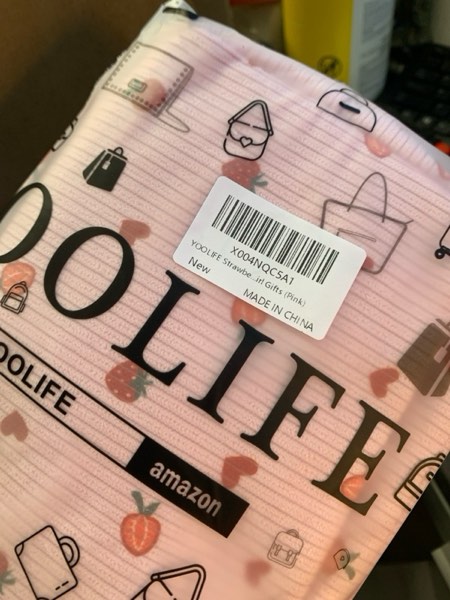 X004NQC5A1
YOOLIFE Strawbe...irl Gifts (Pink)
New
MADE IN CHINA
OOLIFE
OOLIFE
amazon